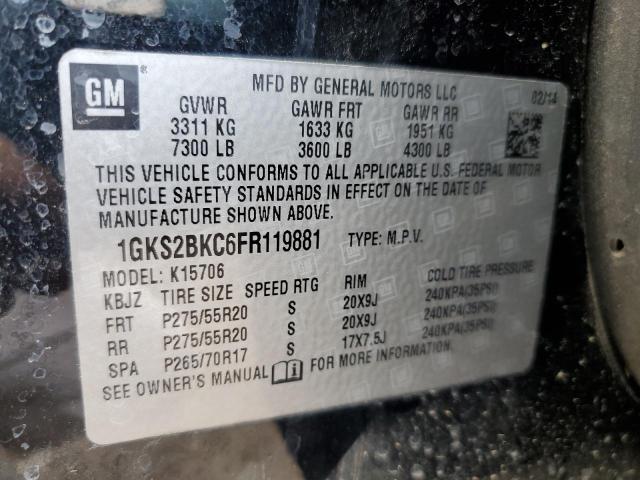 GM
MFD BY GENERAL MOTORS LLC
02/14
GVWR GAWR FRT GAWR RR
3311 KG 1633 KG 1951 KG
7300 LB 3600 LB 4300 LB
THIS VEHICLE CONFORMS TO ALL APPLICABLE U.S. FEDERAL MOTOR
VEHICLE SAFETY STANDARDS IN EFFECT ON THE DATE OF
MANUFACTURE SHOWN ABOVE.
1GKS2BKC6FR119881 TYPE: M.P.V.
MODEL: K15706
KBJZ TIRE SIZE SPEED RTG RIM COLD TIRE PRESSURE
FRT P275/55R20 S 20X9J 240KPA(35PSI)
RR P275/55R20 S 20X9J 240KPA(35PSI)
SPA P265/70R17 S 17X7.5J 240KPA(35PSI)
SEE OWNER'S MANUAL FOR MORE INFORMATION.